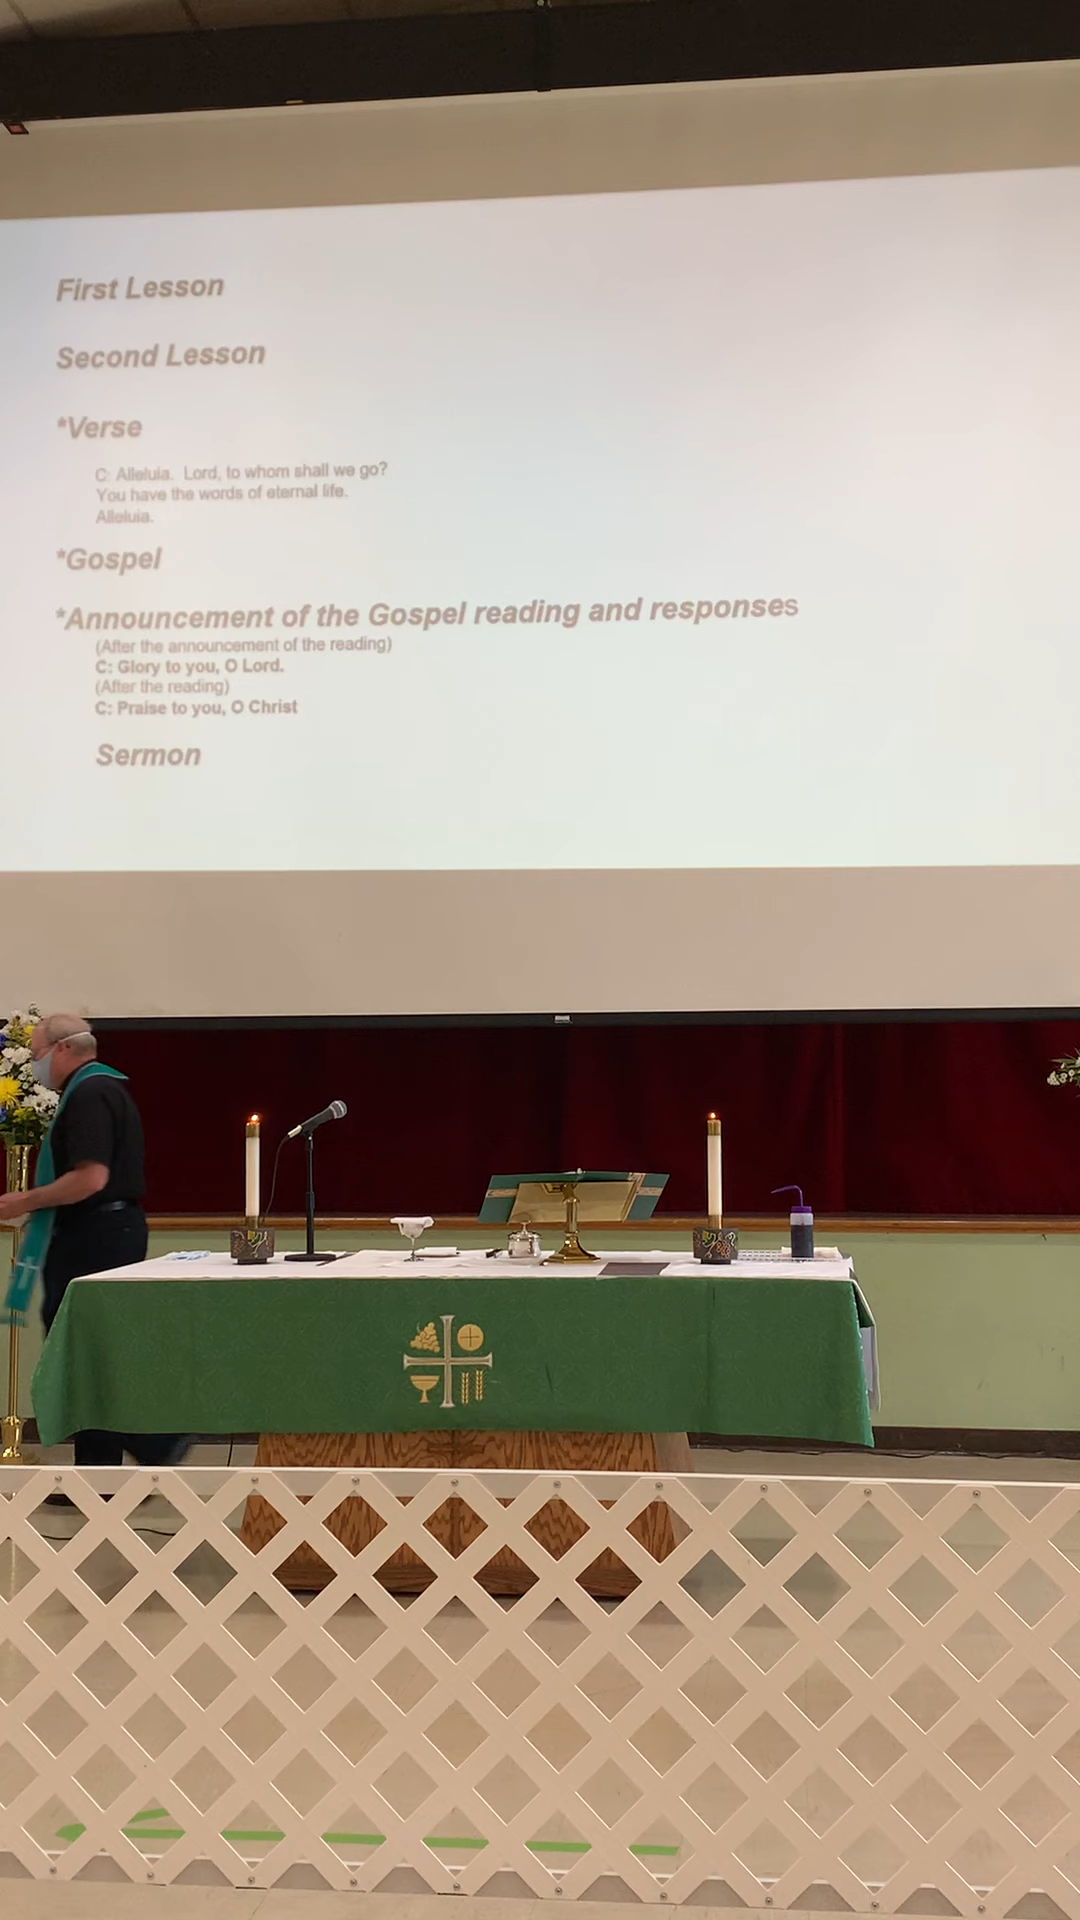 First Lesson
Second Lesson
*Verse
C: Alleluia. Lord, to whom shall we go?
You have the words of eternal life.
Alleluia.
*Gospel
*Announcement of the Gospel reading and responses
(After the announcement of the reading)
C: Glory to you, O Lord.
(After the reading)
C: Praise to you, O Christ
Sermon